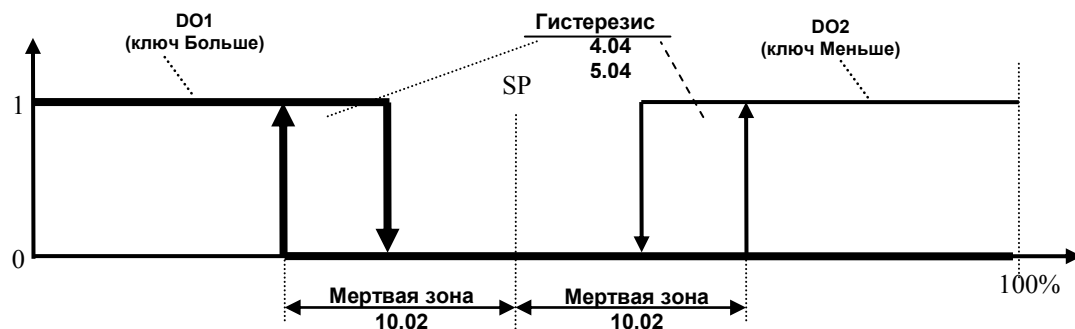 DO1
(ключ Больше)
Гистерезис
4.04
5.04
DO2
(ключ Меньше)
SP
1
0
100%
Мертвая зона
10.02
Мертвая зона
10.02